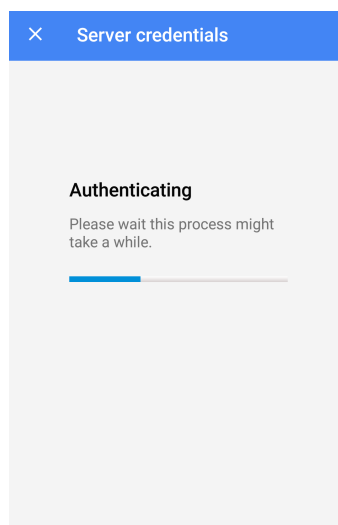 Server credentials
Authenticating
Please wait this process might
take a while.